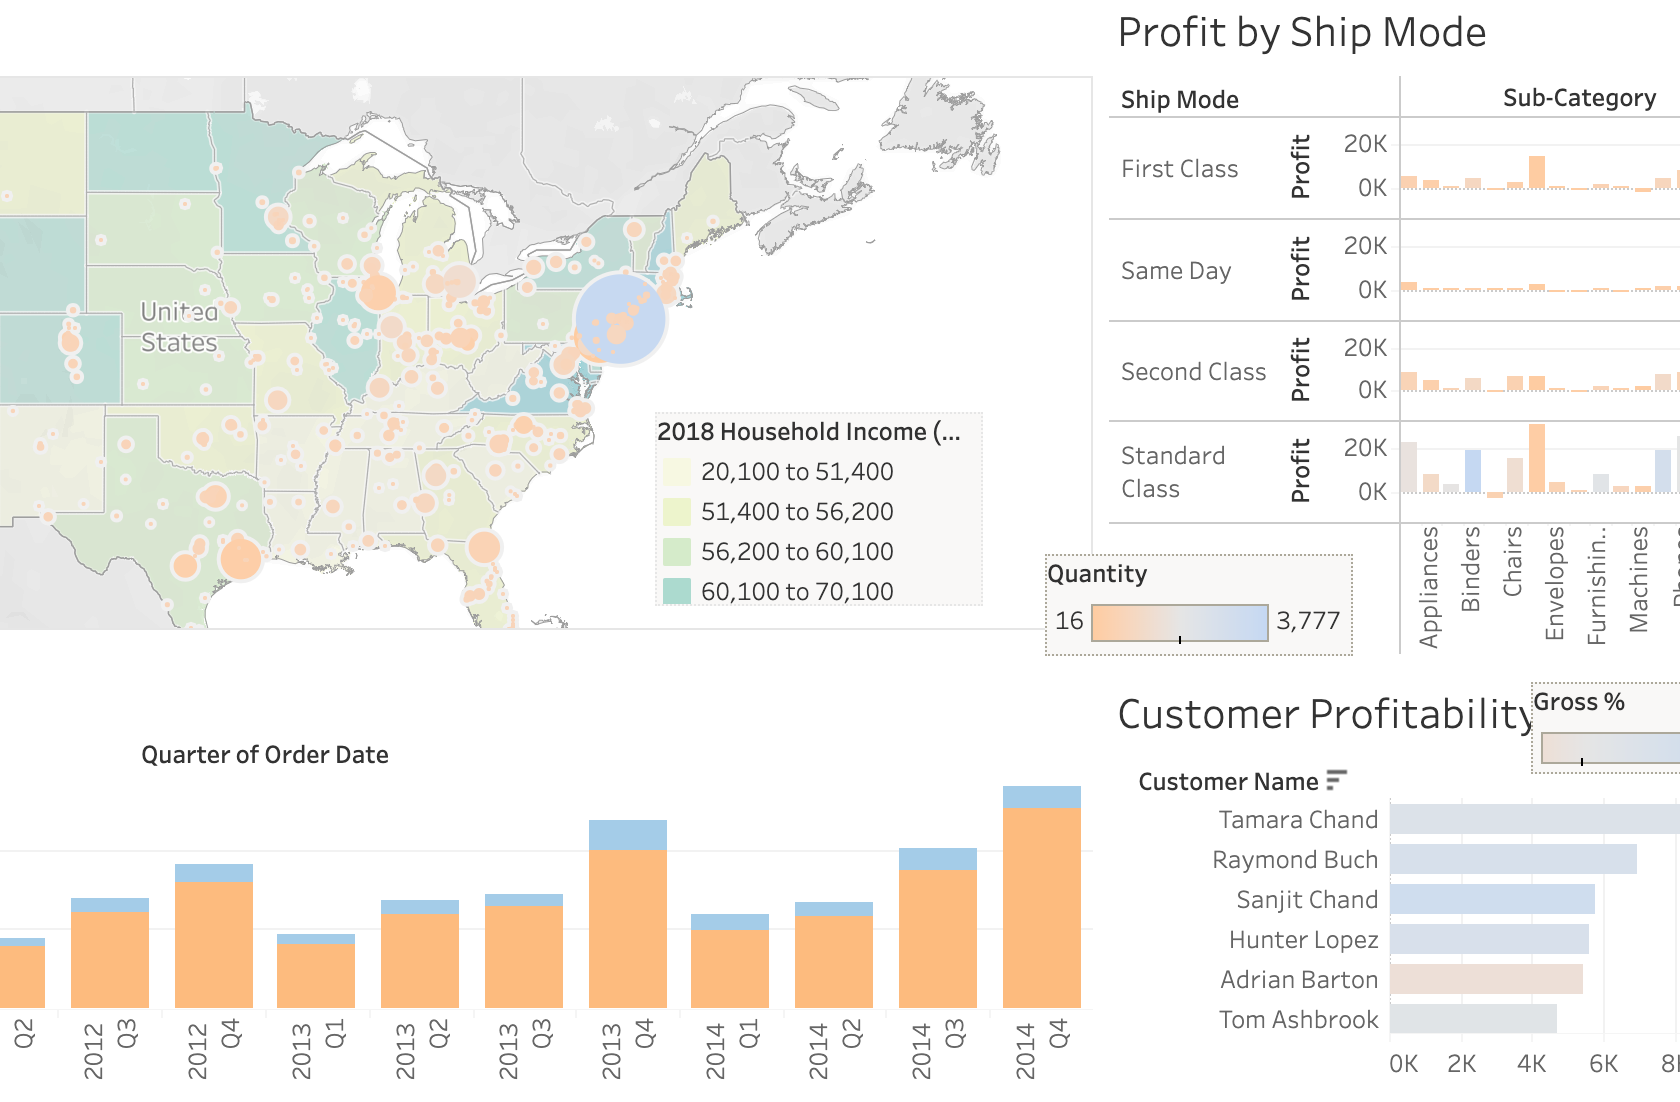 Profit by Ship Mode
Ship Mode
Sub-Category
First Class
Profit
20K
0K
Same Day
Profit
20K
0K
Second Class
Profit
20K
0K
Standard
Class
Profit
20K
0K
Appliances
Binders
Chairs
Envelopes
Furnishin..
Machines
United
States
2018 Household Income (...
20,100 to 51,400
51,400 to 56,200
56,200 to 60,100
60,100 to 70,100
Quantity
16
3,777
Quarter of Order Date
Q2
2012 Q3
2012 Q4
2013 Q1
2013 Q2
2013 Q3
2013 Q4
2014 Q1
2014 Q2
2014 Q3
2014 Q4
Customer Profitability
Gross %
Customer Name
Tamara Chand
Raymond Buch
Sanjit Chand
Hunter Lopez
Adrian Barton
Tom Ashbrook
0K 2K 4K 6K